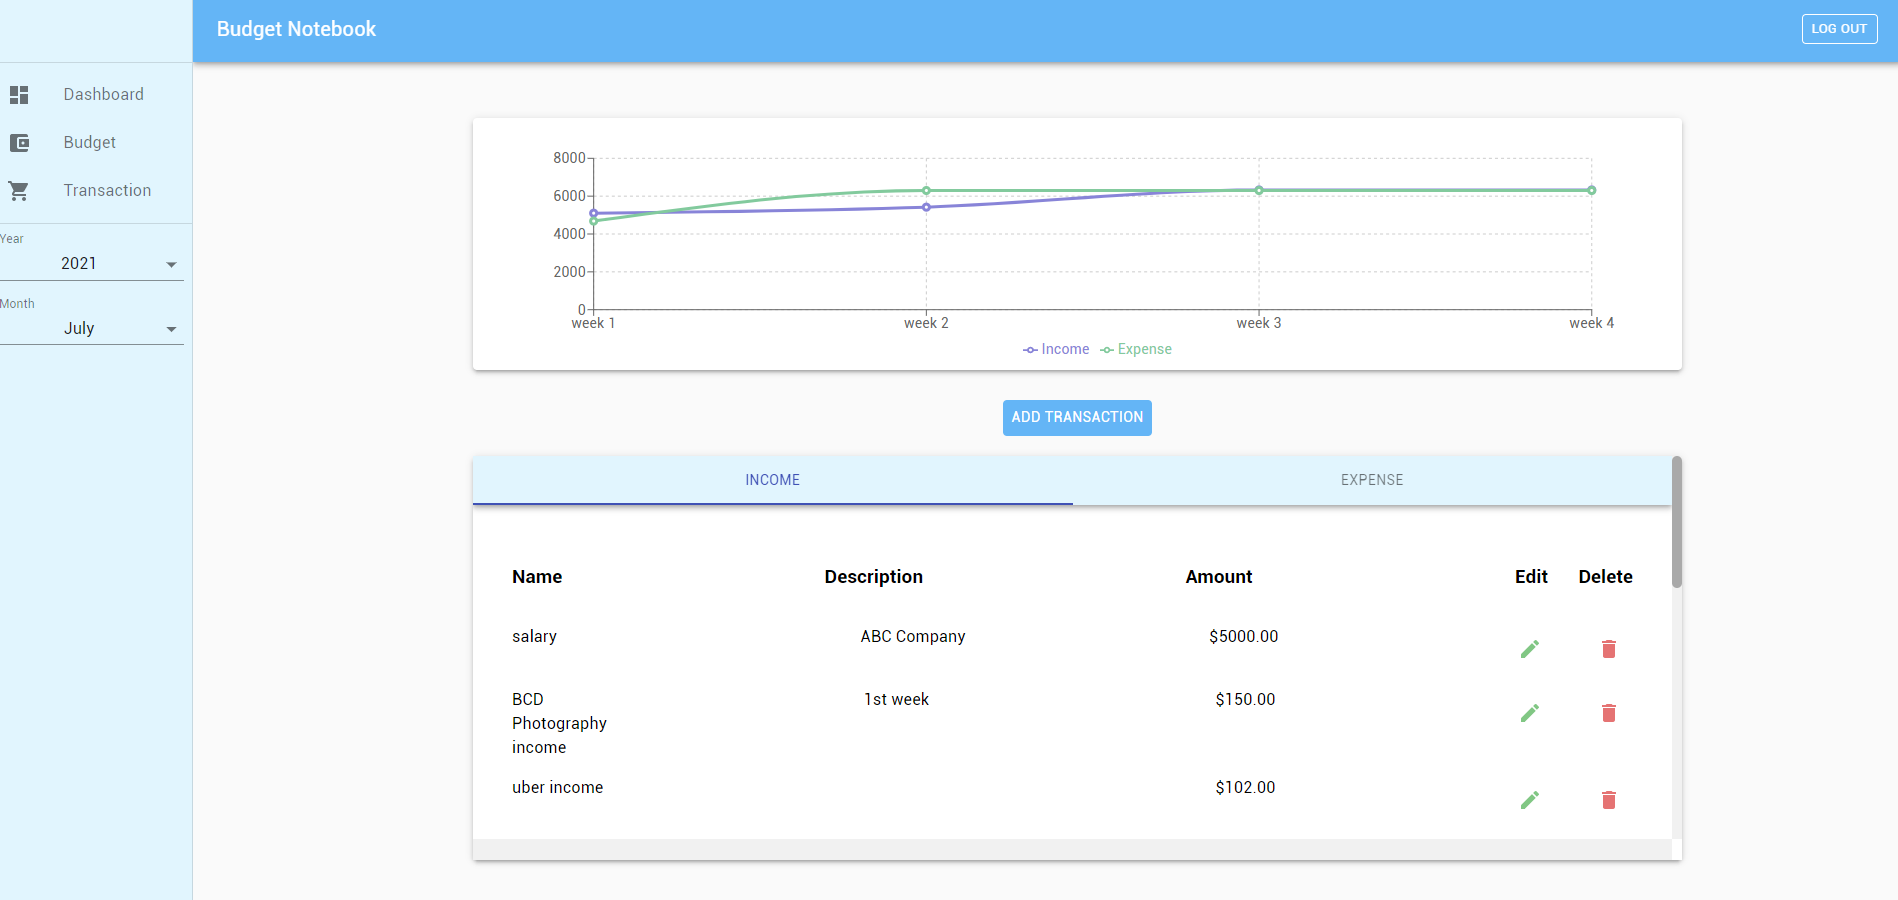 Budget Notebook
LOG OUT
Dashboard
Budget
Transaction
Year
2021
Month
July
8000
6000
4000
2000
0
week 1 week 2 week 3 week 4
Income Expense
ADD TRANSACTION
INCOME EXPENSE
Name Description Amount Edit Delete
salary ABC Company $5000.00
BCD 1st week $150.00
Photography
income
uber income $102.00